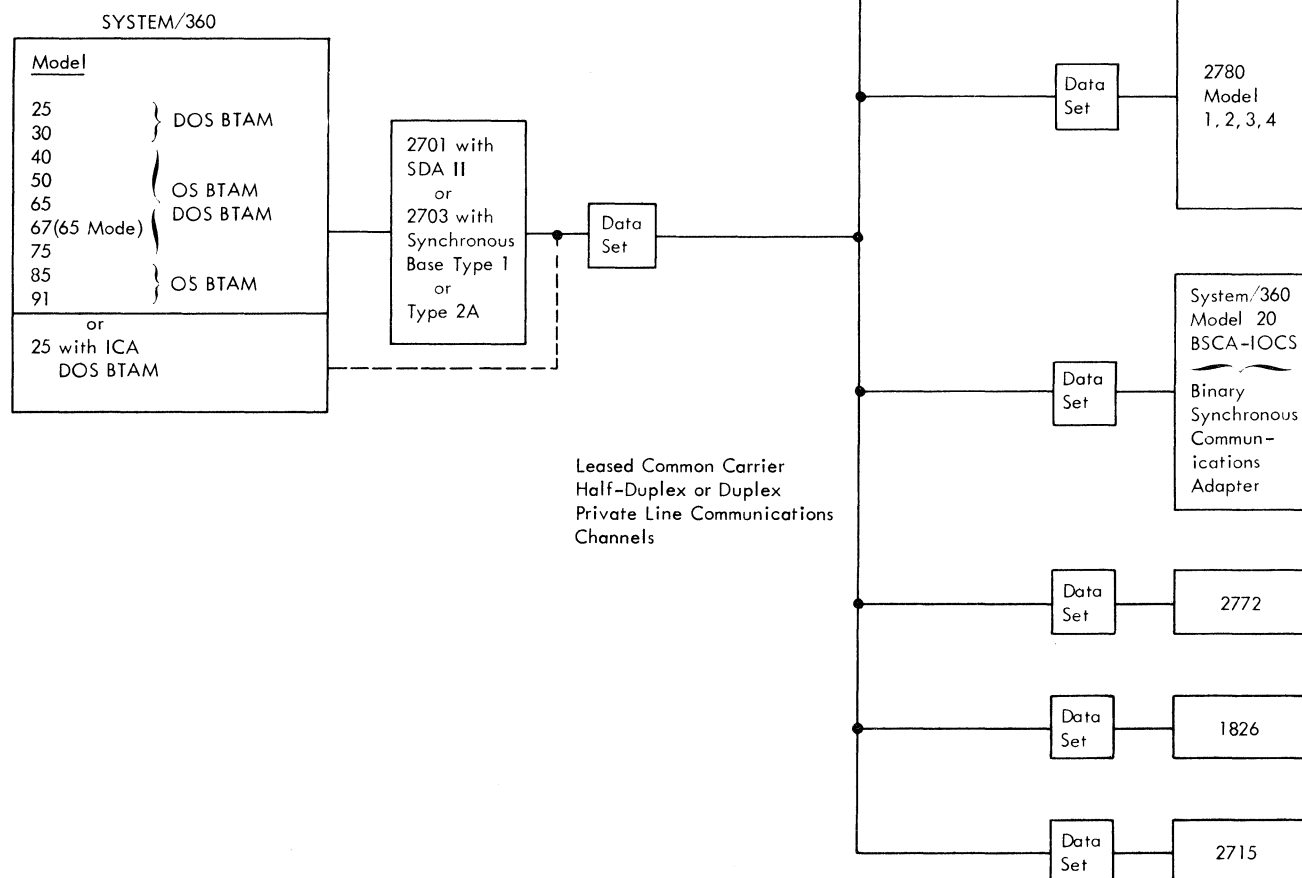 SYSTEM/360
Model
25
30
DOS BTAM
40
50
65
67(65 Mode)
75
OS BTAM
DOS BTAM
85
91
OS BTAM
or
25 with ICA
DOS BTAM
2701 with
SDA II
or
2703 with
Synchronous
Base Type 1
or
Type 2A
Data
Set
Leased Common Carrier
Half-Duplex or Duplex
Private Line Communications
Channels
Data
Set
2780
Model
1, 2, 3, 4
Data
Set
System/360
Model 20
BSCA-IOCS
Binary
Synchronous
Commun-
ications
Adapter
Data
Set
2772
Data
Set
1826
Data
Set
2715